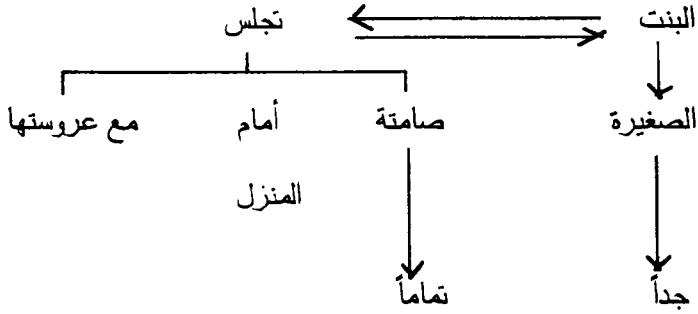 البنت تجلس
الصغيرة صامتة أمام مع عروستها
المنزل
جداً تماماً